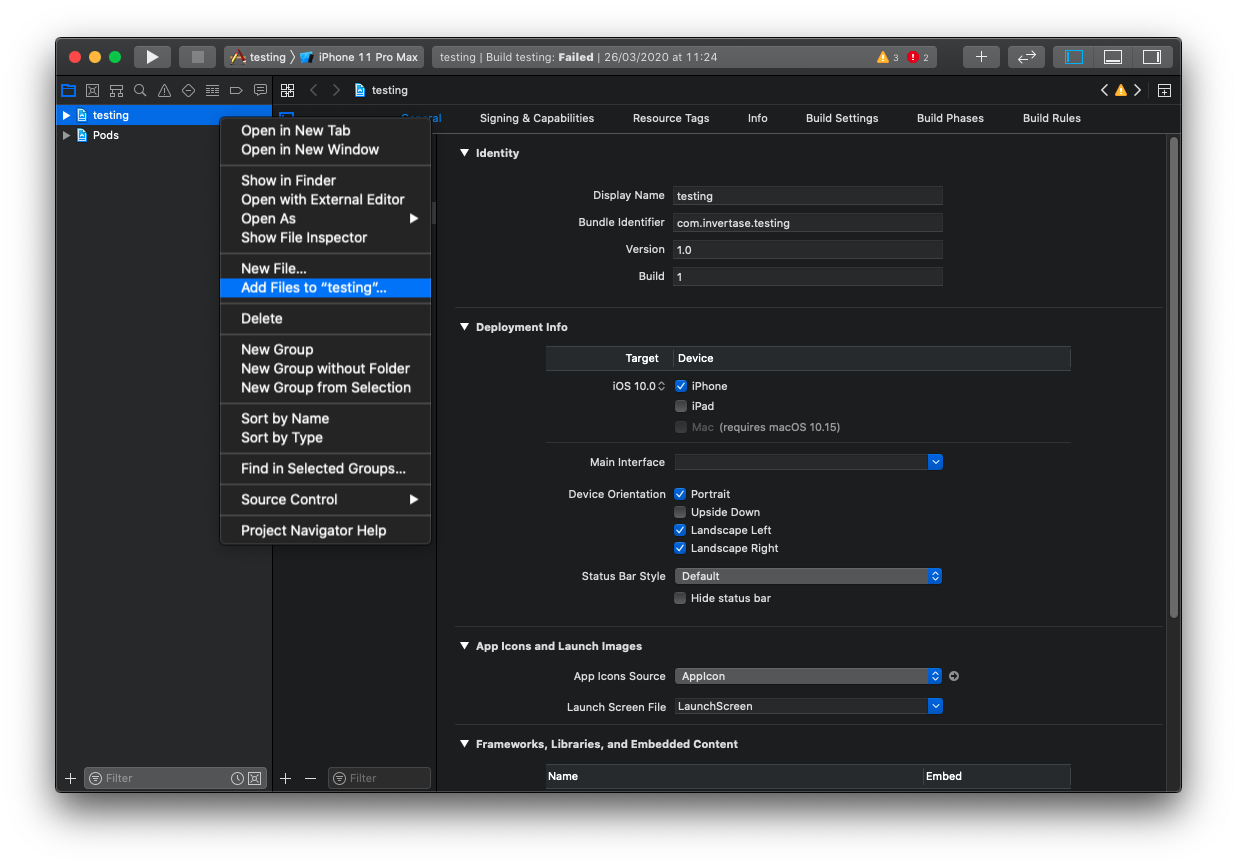 testing 〉 iPhone 11 Pro Max
testing | Build testing: Failed | 26/03/2020 at 11:24
3
2
testing
testing
Pods
General
Signing & Capabilities
Resource Tags
Info
Build Settings
Build Phases
Build Rules
Open in New Tab
Open in New Window
Show in Finder
Open with External Editor
Open As
Show File Inspector
New File...
Add Files to “testing”...
Delete
New Group
New Group without Folder
New Group from Selection
Sort by Name
Sort by Type
Find in Selected Groups...
Source Control
Project Navigator Help
Identity
Display Name testing
Bundle Identifier com.invertase.testing
Version 1.0
Build 1
Deployment Info
Target Device
iOS 10.0 iPhone
iPad
Mac (requires macOS 10.15)
Main Interface
Device Orientation Portrait
Upside Down
Landscape Left
Landscape Right
Status Bar Style Default
Hide status bar
App Icons and Launch Images
App Icons Source AppIcon
Launch Screen File LaunchScreen
Frameworks, Libraries, and Embedded Content
Name Embed
Filter
Filter